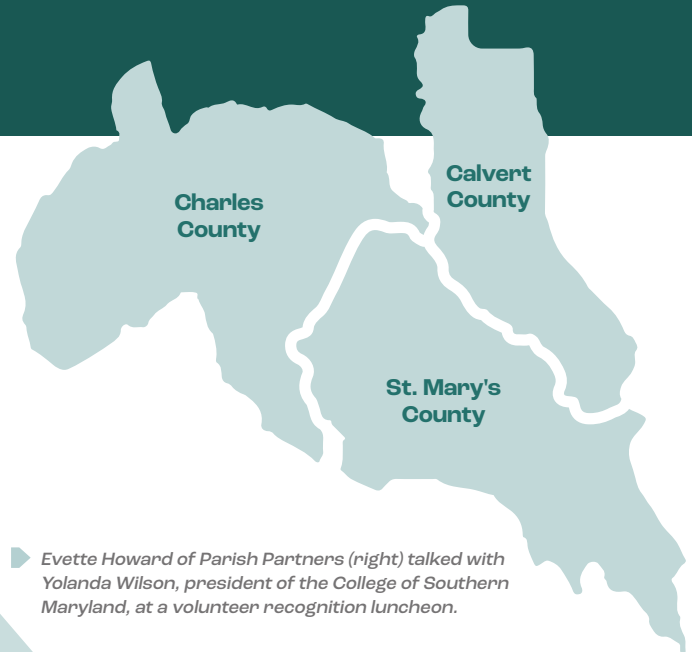 Calvert
County
Charles
County
St. Mary's
County
Evette Howard of Parish Partners (right) talked with
Yolanda Wilson, president of the College of Southern
Maryland, at a volunteer recognition luncheon.